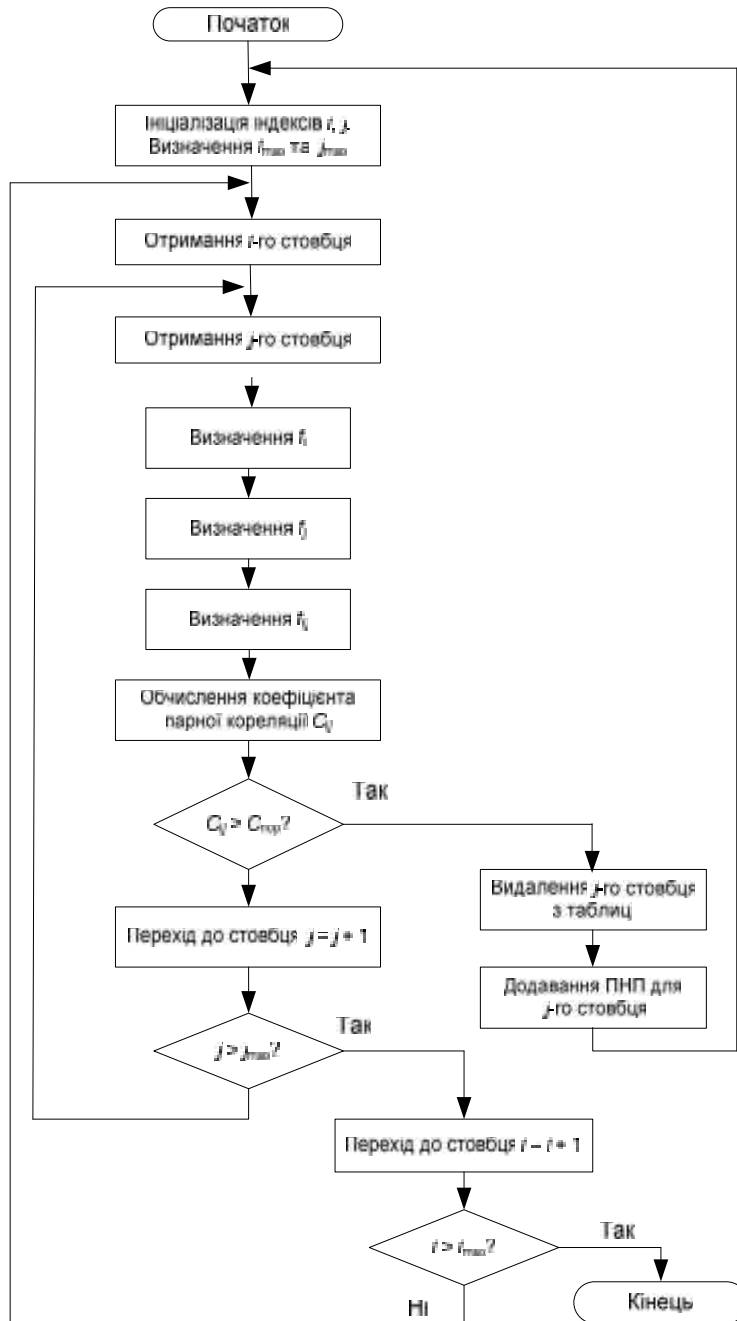 Початок
Ініціалізація індексів i, j.
Визначення imax та jmax
Отримання i-го стовбця
Отримання j-го стовбця
Визначення fi
Визначення fj
Визначення fij
Обчислення коефіцієнта
парної кореляції Cij
Cij > Cпор?
Так
Видалення j-го стовбця
з таблиці
Перехід до стовбця j = j + 1
Додавання ПНП для
j-го стовбця
Так
j > jmax?
Перехід до стовбця i = i + 1
i > imax?
Так
Ні
Кінець